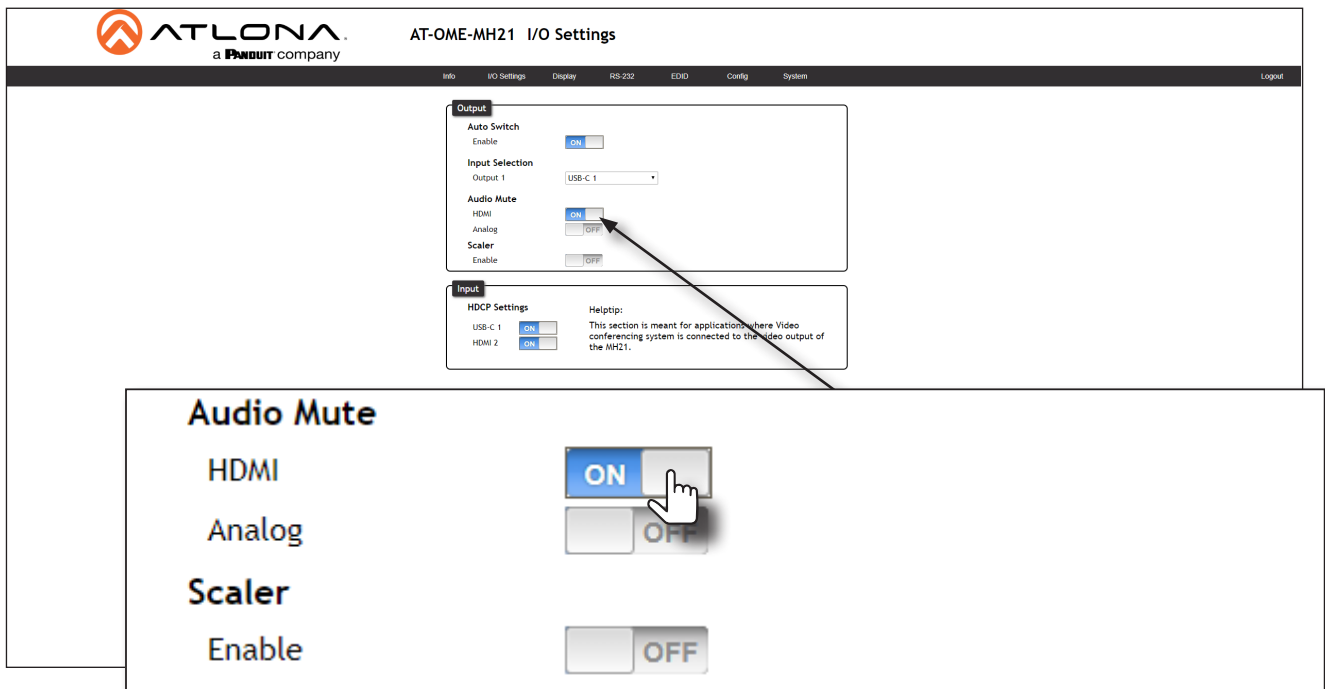 ATLONA.
a PANDUIT company
AT-OME-MH21 I/O Settings
Info I/O Settings Display RS-232 EDID Config System Logout
Output
Auto Switch
Enable ON
Input Selection
Output 1 USB-C 1
Audio Mute
HDMI ON
Analog OFF
Scaler
Enable OFF
Input
HDCP Settings
USB-C 1 ON
HDMI 2 ON
Helptip:
This section is meant for applications where Video
conferencing system is connected to the video output of
the MH21.
Audio Mute
HDMI ON
Analog OFF
Scaler
Enable OFF